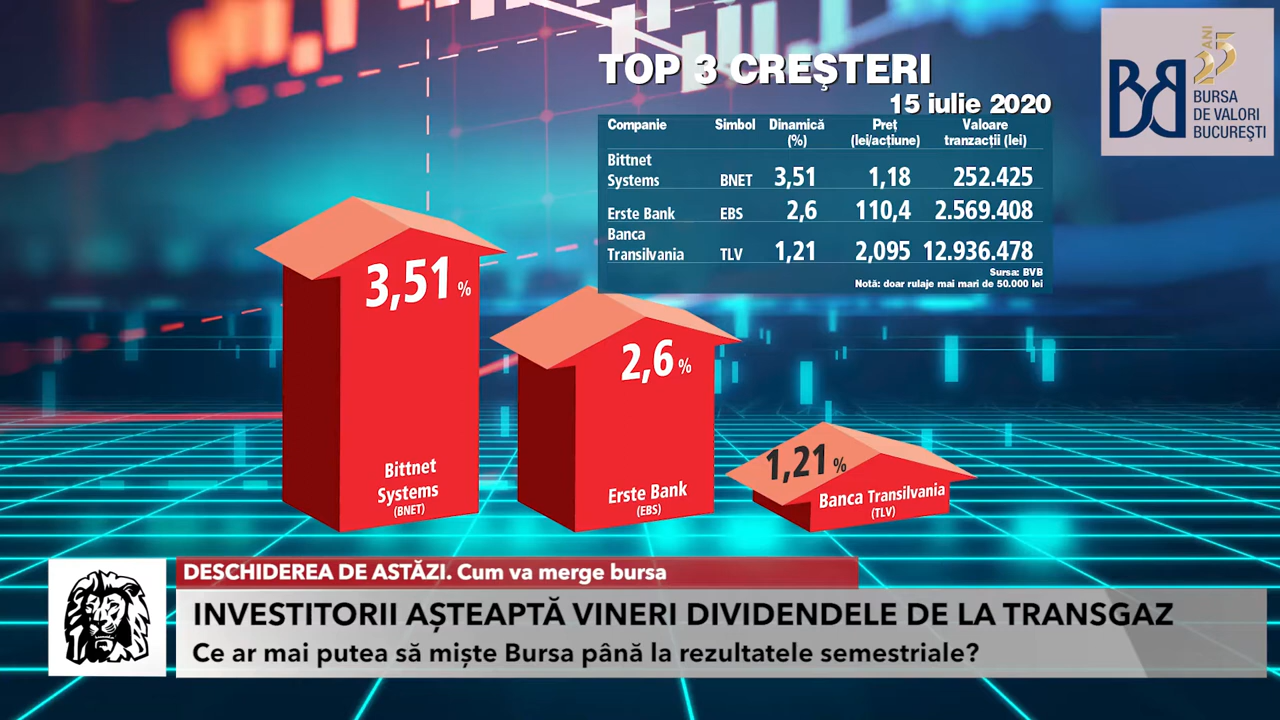 TOP 3 CREŞTERI
15 iulie 2020
Companie Simbol Dinamică (%) Preț (lei/acțiune) Valoare tranzacții (lei)
Bittnet Systems BNET 3,51 1,18 252.425
Erste Bank EBS 2,6 110,4 2.569.408
Banca Transilvania TLV 1,21 2,095 12.936.478
Sursa: BVB
Notă: doar rulaje mai mari de 50.000 lei
25 ANI
BURSA
DE VALORI
BUCUREŞTI
3,51 %
Bittnet
Systems
(BNET)
2,6 %
Erste Bank
(EBS)
1,21 %
Banca Transilvania
(TLV)
DESCHIDEREA DE ASTĂZI. Cum va merge bursa
INVESTITORII AȘTEAPTĂ VINERI DIVIDENDELE DE LA TRANSGAZ
Ce ar mai putea să miște Bursa până la rezultatele semestriale?